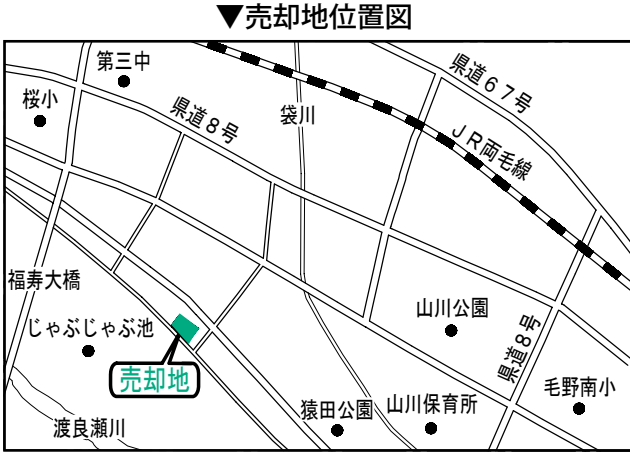 ▼売却地位置図
第三中
県道67号
桜小
県道8号
袋川
JR両毛線
福寿大橋
じゃぶじゃぶ池
山川公園
県道8号
売却地
毛野南小
猿田公園
山川保育所
渡良瀬川